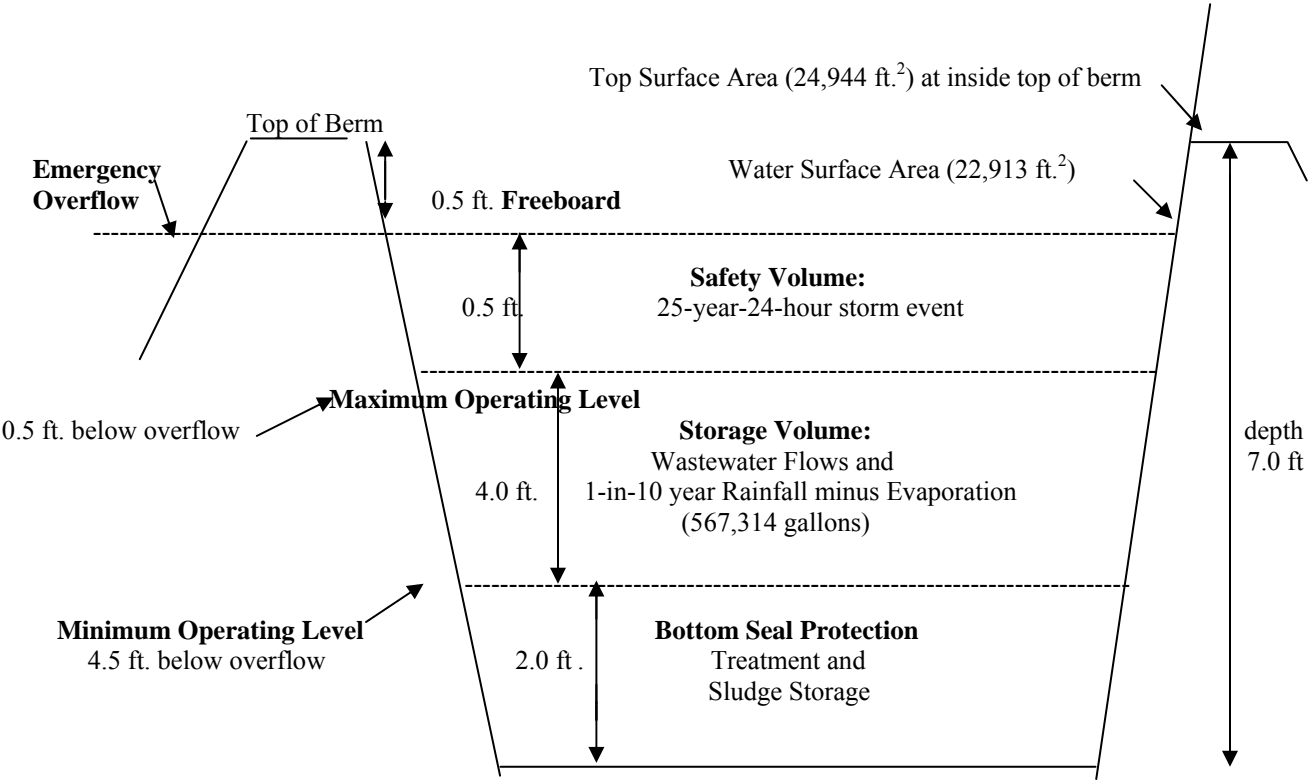 Top Surface Area (24,944 ft.²) at inside top of berm
Top of Berm
Emergency
Overflow
Water Surface Area (22,913 ft.²)
0.5 ft. Freeboard
Safety Volume:
0.5 ft.
25-year-24-hour storm event
Maximum Operating Level
0.5 ft. below overflow
Storage Volume:
Wastewater Flows and
4.0 ft.
1-in-10 year Rainfall minus Evaporation
(567,314 gallons)
depth
7.0 ft
Minimum Operating Level
4.5 ft. below overflow
Bottom Seal Protection
2.0 ft .
Treatment and
Sludge Storage